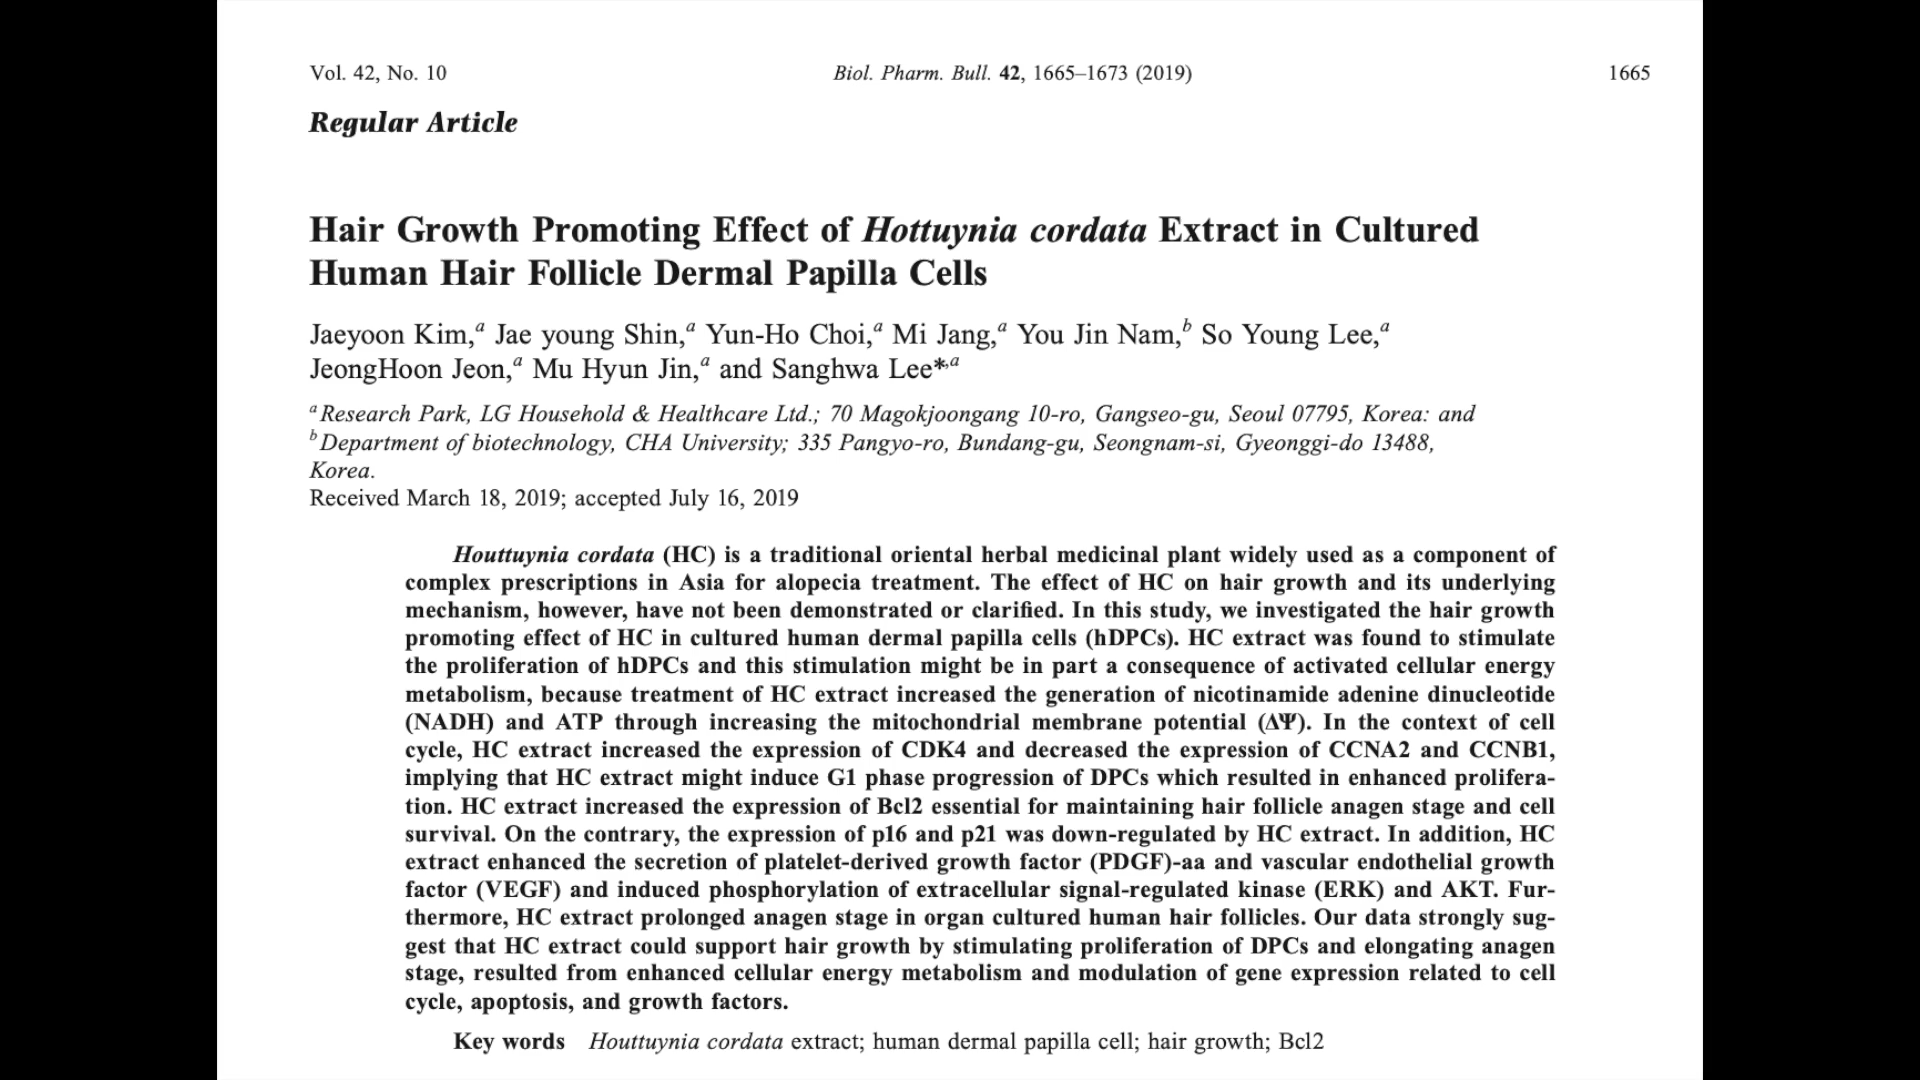 Vol. 42, No. 10
Biol. Pharm. Bull. 42, 1665–1673 (2019)
1665
Regular Article
Hair Growth Promoting Effect of Hottuynia cordata Extract in Cultured
Human Hair Follicle Dermal Papilla Cells
Jaeyoon Kim,a Jae young Shin,a Yun-Ho Choi,a Mi Jang,a You Jin Nam,b So Young Lee,a
JeongHoon Jeon,a Mu Hyun Jin,a and Sanghwa Lee*,a
a Research Park, LG Household & Healthcare Ltd.; 70 Magokjoongang 10-ro, Gangseo-gu, Seoul 07795, Korea: and
b Department of biotechnology, CHA University; 335 Pangyo-ro, Bundang-gu, Seongnam-si, Gyeonggi-do 13488,
Korea.
Received March 18, 2019; accepted July 16, 2019
Houttuynia cordata (HC) is a traditional oriental herbal medicinal plant widely used as a component of
complex prescriptions in Asia for alopecia treatment. The effect of HC on hair growth and its underlying
mechanism, however, have not been demonstrated or clarified. In this study, we investigated the hair growth
promoting effect of HC in cultured human dermal papilla cells (hDPCs). HC extract was found to stimulate
the proliferation of hDPCs and this stimulation might be in part a consequence of activated cellular energy
metabolism, because treatment of HC extract increased the generation of nicotinamide adenine dinucleotide
(NADH) and ATP through increasing the mitochondrial membrane potential (ΔΨ). In the context of cell
cycle, HC extract increased the expression of CDK4 and decreased the expression of CCNA2 and CCNB1,
implying that HC extract might induce G1 phase progression of DPCs which resulted in enhanced prolifera-
tion. HC extract increased the expression of Bcl2 essential for maintaining hair follicle anagen stage and cell
survival. On the contrary, the expression of p16 and p21 was down-regulated by HC extract. In addition, HC
extract enhanced the secretion of platelet-derived growth factor (PDGF)-aa and vascular endothelial growth
factor (VEGF) and induced phosphorylation of extracellular signal-regulated kinase (ERK) and AKT. Fur-
thermore, HC extract prolonged anagen stage in organ cultured human hair follicles. Our data strongly sug-
gest that HC extract could support hair growth by stimulating proliferation of DPCs and elongating anagen
stage, resulted from enhanced cellular energy metabolism and modulation of gene expression related to cell
cycle, apoptosis, and growth factors.
Key words Houttuynia cordata extract; human dermal papilla cell; hair growth; Bcl2